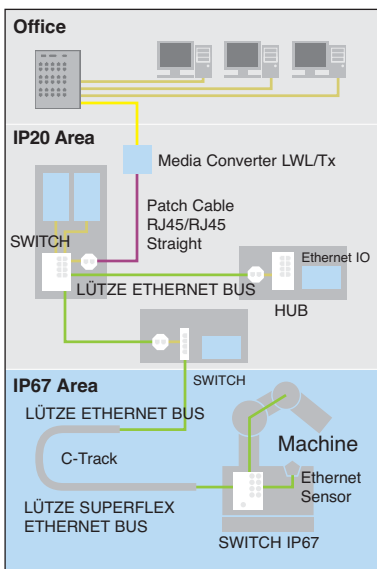 Office
IP20 Area
Media Converter LWL/Tx
Patch Cable
RJ45/RJ45
Straight
SWITCH
Ethernet IO
LÜTZE ETHERNET BUS
HUB
SWITCH
IP67 Area
LÜTZE ETHERNET BUS
C-Track
Machine
Ethernet
Sensor
LÜTZE SUPERFLEX
ETHERNET BUS
SWITCH IP67